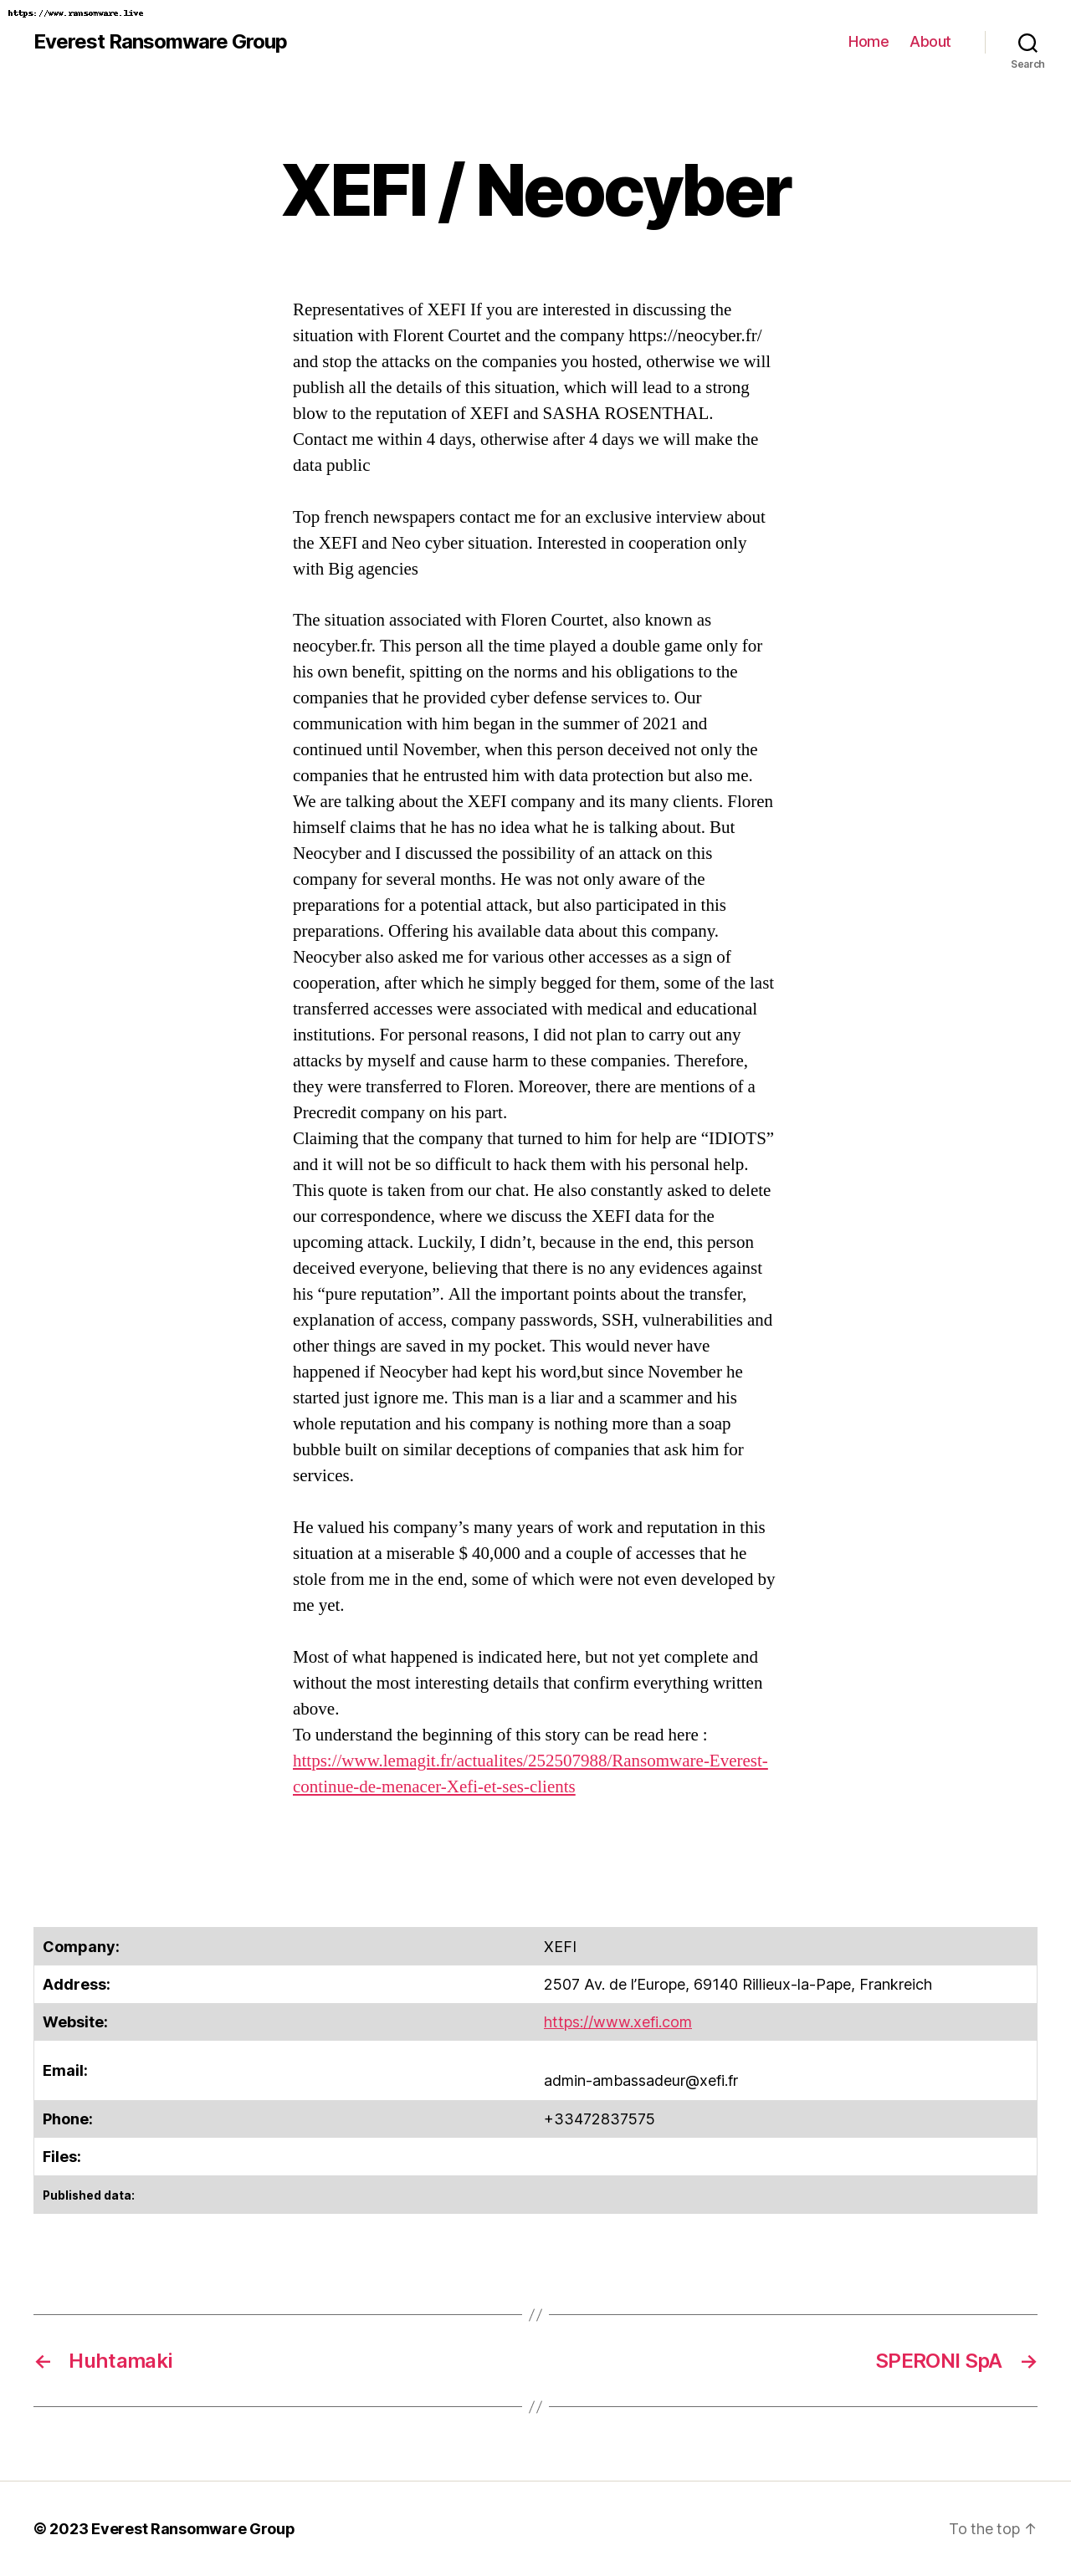 https://www.ransomware.live
Everest Ransomware Group
Home About
Search
XEFI / Neocyber
Representatives of XEFI If you are interested in discussing the
situation with Florent Courtet and the company https://neocyber.fr/
and stop the attacks on the companies you hosted, otherwise we will
publish all the details of this situation, which will lead to a strong
blow to the reputation of XEFI and SASHA ROSENTHAL.
Contact me within 4 days, otherwise after 4 days we will make the
data public
Top french newspapers contact me for an exclusive interview about
the XEFI and Neo cyber situation. Interested in cooperation only
with Big agencies
The situation associated with Floren Courtet, also known as
neocyber.fr. This person all the time played a double game only for
his own benefit, spitting on the norms and his obligations to the
companies that he provided cyber defense services to. Our
communication with him began in the summer of 2021 and
continued until November, when this person deceived not only the
companies that he entrusted him with data protection but also me.
We are talking about the XEFI company and its many clients. Floren
himself claims that he has no idea what he is talking about. But
Neocyber and I discussed the possibility of an attack on this
company for several months. He was not only aware of the
preparations for a potential attack, but also participated in this
preparations. Offering his available data about this company.
Neocyber also asked me for various other accesses as a sign of
cooperation, after which he simply begged for them, some of the last
transferred accesses were associated with medical and educational
institutions. For personal reasons, I did not plan to carry out any
attacks by myself and cause harm to these companies. Therefore,
they were transferred to Floren. Moreover, there are mentions of a
Precredit company on his part.
Claiming that the company that turned to him for help are “IDIOTS”
and it will not be so difficult to hack them with his personal help.
This quote is taken from our chat. He also constantly asked to delete
our correspondence, where we discuss the XEFI data for the
upcoming attack. Luckily, I didn’t, because in the end, this person
deceived everyone, believing that there is no any evidences against
his “pure reputation”. All the important points about the transfer,
explanation of access, company passwords, SSH, vulnerabilities and
other things are saved in my pocket. This would never have
happened if Neocyber had kept his word,but since November he
started just ignore me. This man is a liar and a scammer and his
whole reputation and his company is nothing more than a soap
bubble built on similar deceptions of companies that ask him for
services.
He valued his company’s many years of work and reputation in this
situation at a miserable $ 40,000 and a couple of accesses that he
stole from me in the end, some of which were not even developed by
me yet.
Most of what happened is indicated here, but not yet complete and
without the most interesting details that confirm everything written
above.
To understand the beginning of this story can be read here :
https://www.lemagit.fr/actualites/252507988/Ransomware-Everest-
continue-de-menacer-Xefi-et-ses-clients
Company: XEFI
Address: 2507 Av. de l’Europe, 69140 Rillieux-la-Pape, Frankreich
Website: https://www.xefi.com
Email: admin-ambassadeur@xefi.fr
Phone: +33472837575
Files:
Published data:
//
← Huhtamaki SPERONI SpA →
//
© 2023 Everest Ransomware Group To the top ↑